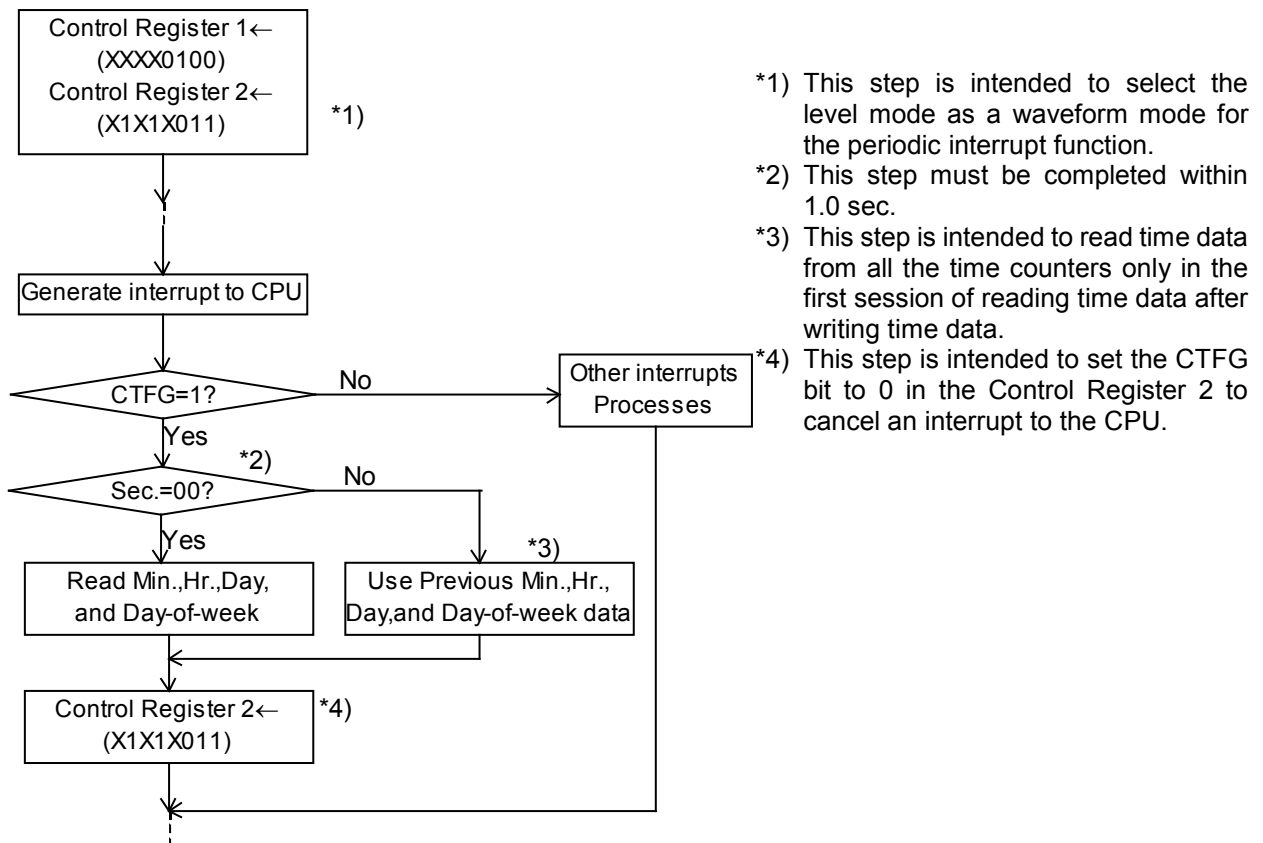 Control Register 1←
(XXXX0100)
Control Register 2←
(X1X1X011)
*1)
Generate interrupt to CPU
CTFG=1?
No
Other interrupts
Processes
Yes
*2)
Sec.=00?
No
Yes
*3)
Read Min.,Hr.,Day,
and Day-of-week
Use Previous Min.,Hr.,
Day,and Day-of-week data
Control Register 2←
(X1X1X011)
*4)
*1) This step is intended to select the
level mode as a waveform mode for
the periodic interrupt function.
*2) This step must be completed within
1.0 sec.
*3) This step is intended to read time data
from all the time counters only in the
first session of reading time data after
writing time data.
*4) This step is intended to set the CTFG
bit to 0 in the Control Register 2 to
cancel an interrupt to the CPU.